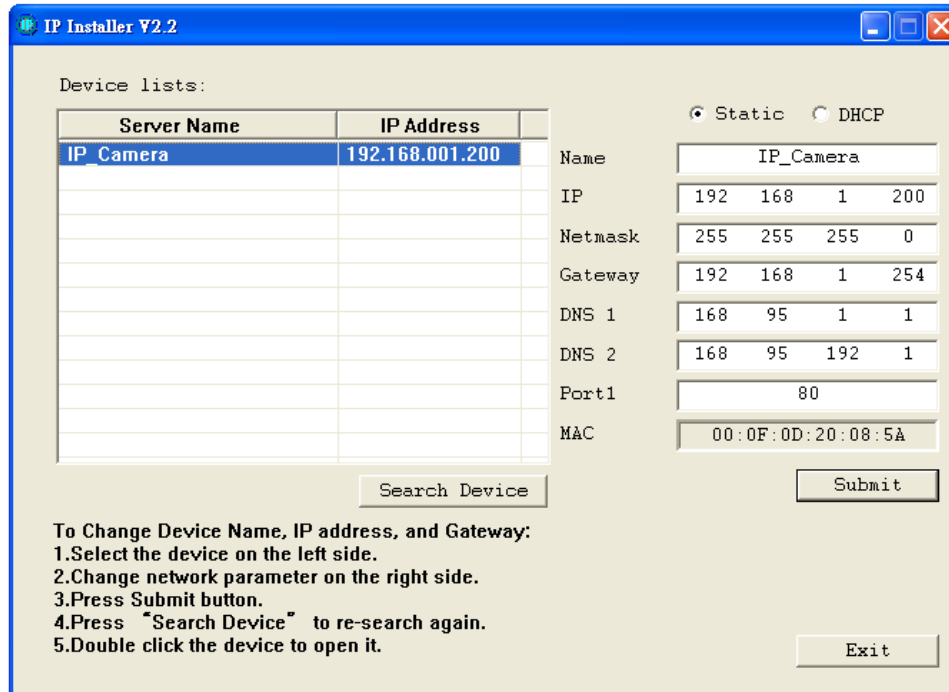 IP Installer V2.2
Device lists:
Server Name IP Address
IP_Camera 192.168.001.200
Static DHCP
Name IP_Camera
IP 192 168 1 200
Netmask 255 255 255 0
Gateway 192 168 1 254
DNS 1 168 95 1 1
DNS 2 168 95 192 1
Port1 80
MAC 00:0F:0D:20:08:5A
Search Device
Submit
To Change Device Name, IP address, and Gateway:
1.Select the device on the left side.
2.Change network parameter on the right side.
3.Press Submit button.
4.Press “Search Device” to re-search again.
5.Double click the device to open it.
Exit